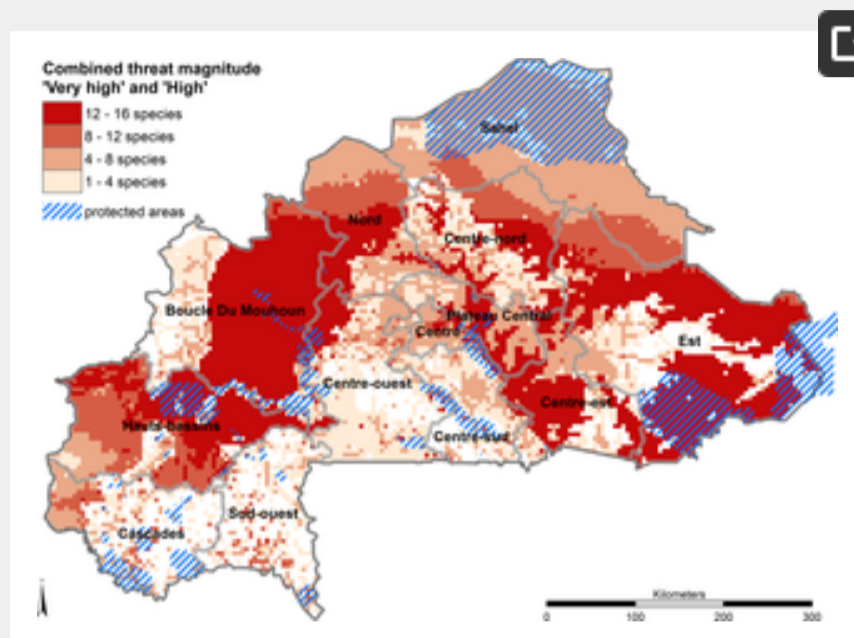 Combined threat magnitude
'Very high' and 'High'
12 - 16 species
8 - 12 species
4 - 8 species
1 - 4 species
protected areas
Sahel
Nord
Centre-nord
Boucle Du Mouhoun
Plateau Central
Centre
Est
Centre-ouest
Centre-est
Hauts-bassins
Centre-sud
Sud-ouest
Cascades
Kilometers
0 100 200 300